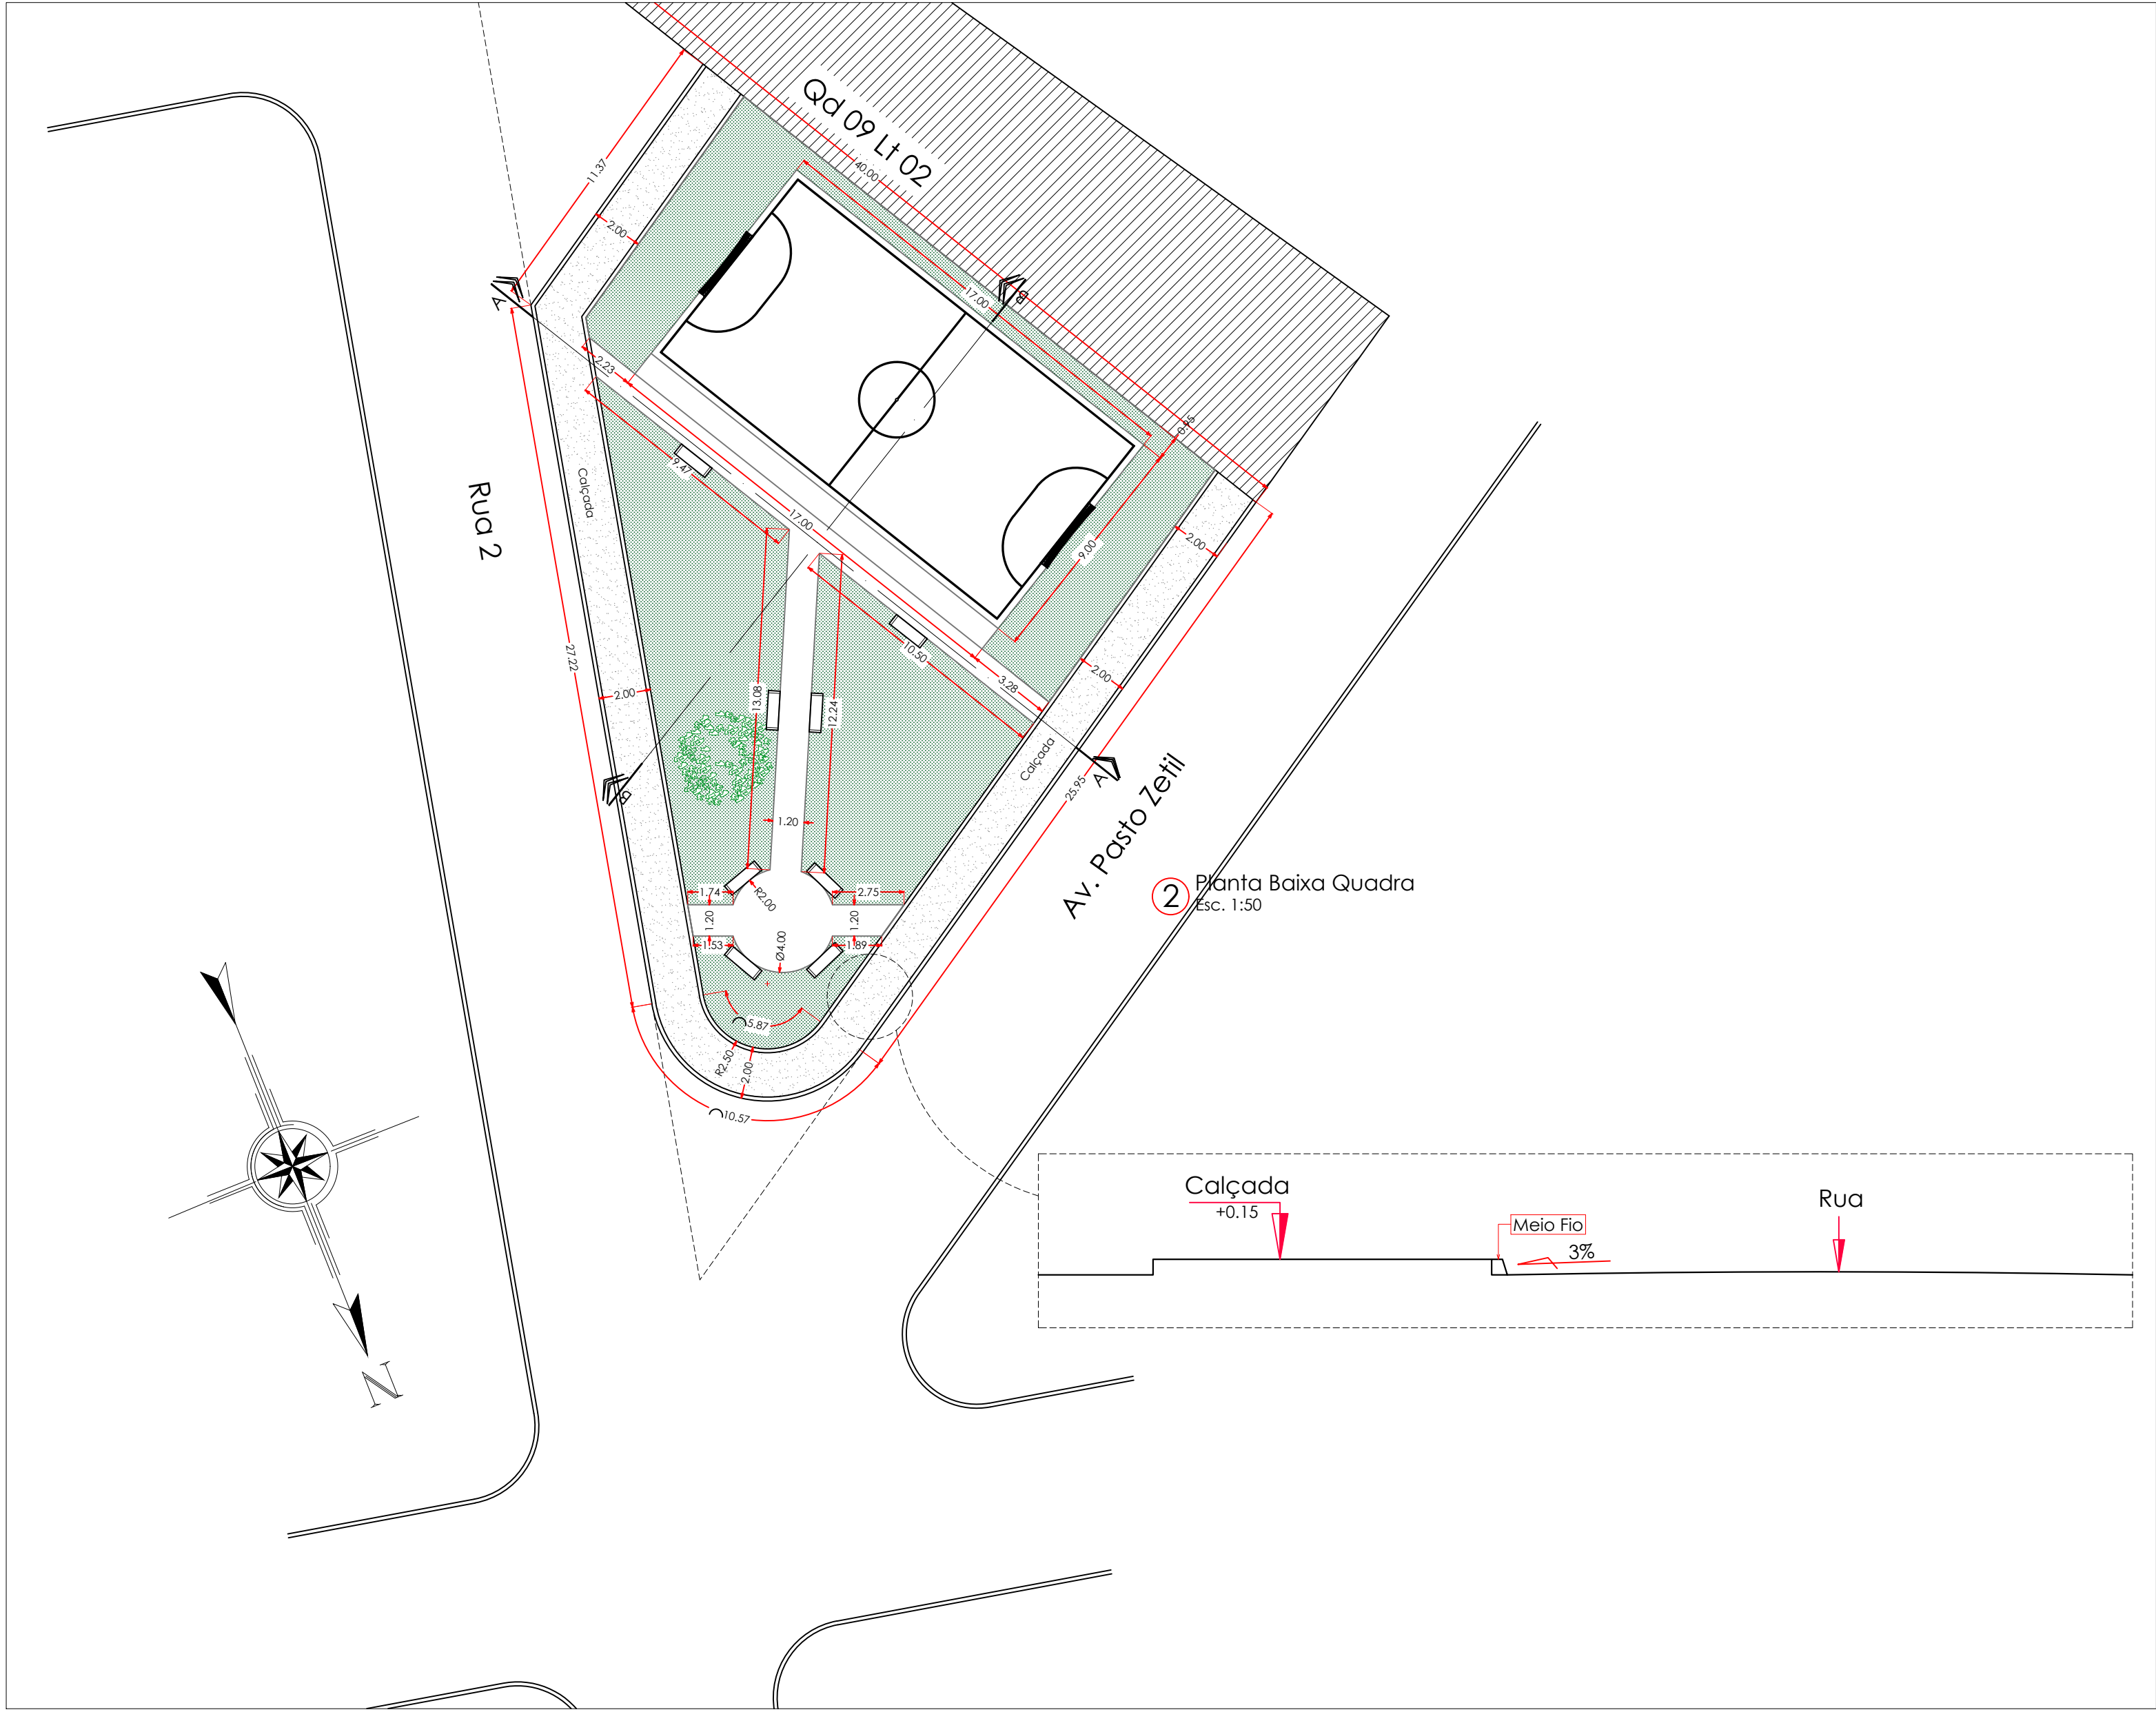 Qd 09 Lt 02
40.00
11.37
2.00
17.00
B
A
0.95
2.23
9.47
Calçada
Rua 2
17.00
2.00
9.00
27.22
10.50
3.28
2.00
2.00
13.08
12.24
Calçada
A
25.95
Av. Pasto Zetil
B
1.20
1.74
R2.00
2.75
1.20
1.20
1.53
Ø4.00
1.89
2
Planta Baixa Quadra
Esc. 1:50
5.87
R2.50
2.00
10.57
N
Calçada
+0.15
Meio Fio
3%
Rua